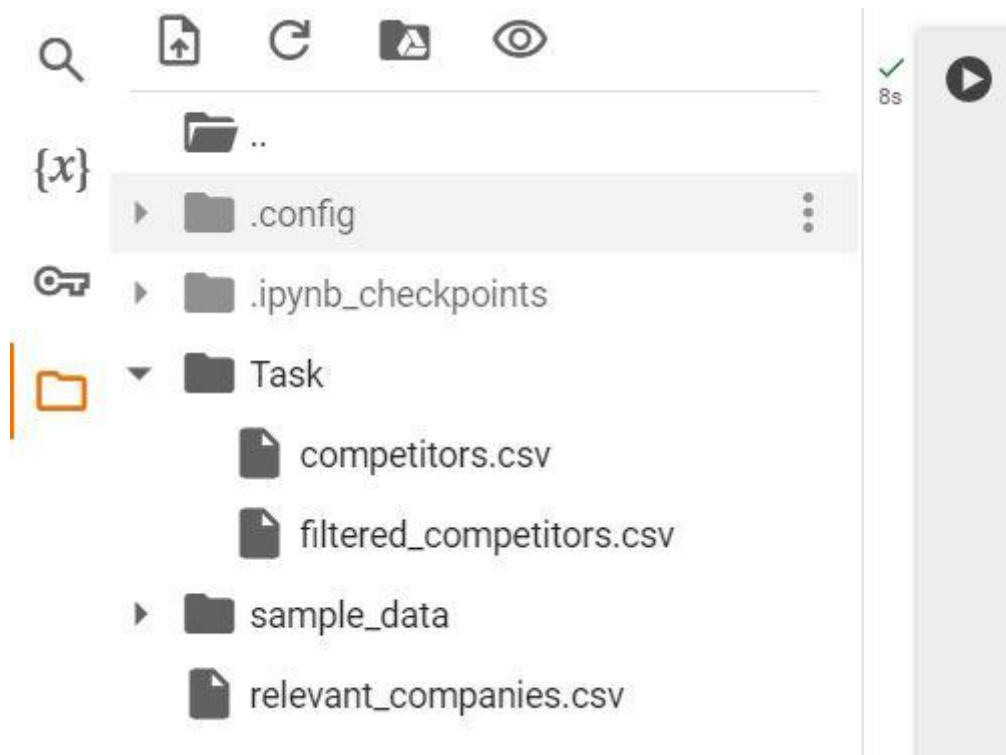 ..
{x}
.config
.ipynb_checkpoints
Task
competitors.csv
filtered_competitors.csv
sample_data
relevant_companies.csv
8s